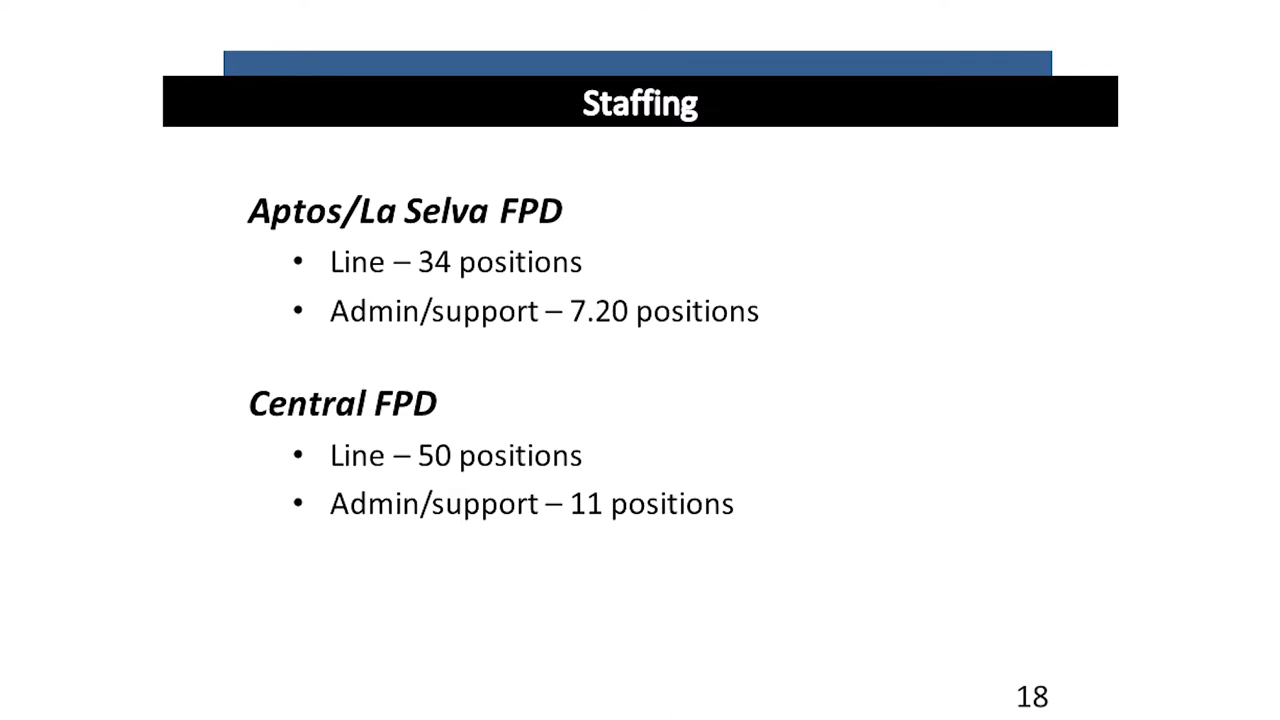 Staffing
Aptos/La Selva FPD
• Line – 34 positions
• Admin/support – 7.20 positions
Central FPD
• Line – 50 positions
• Admin/support – 11 positions
18